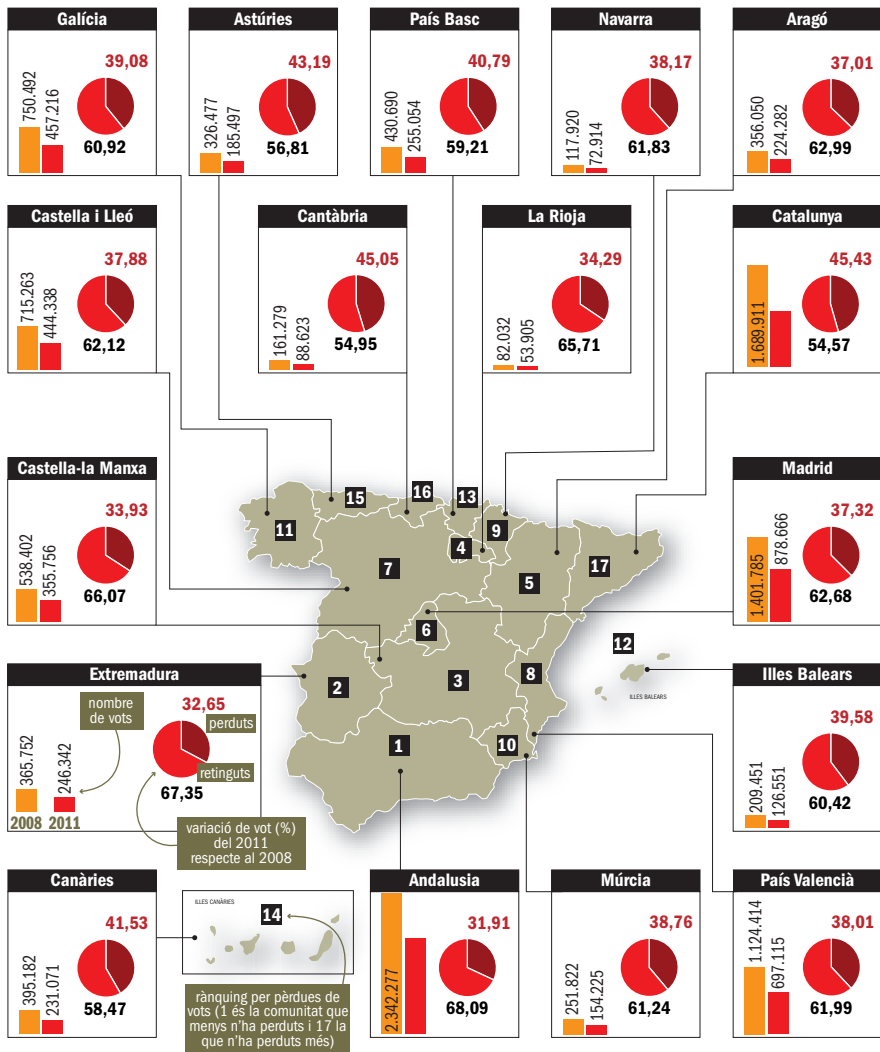 Galícia
39,08
750.492
457.216
60,92
Astúries
43,19
326.477
185.497
56,81
País Basc
40,79
430.690
255.054
59,21
Navarra
38,17
117.920
72.914
61,83
Aragó
37,01
356.050
224.282
62,99
Castella i Lleó
37,88
715.263
444.338
62,12
Cantàbria
45,05
161.279
88.623
54,95
La Rioja
34,29
82.032
53.905
65,71
Catalunya
45,43
1.689.911
54,57
Castella-la Manxa
33,93
538.402
355.756
66,07
Madrid
37,32
1.401.785
878.666
62,68
15
16
13
11
9
4
7
5
17
6
12
2
3
8
1
10
ILLES BALEARS
Extremadura
nombre
de vots
32,65
perduts
retinguts
365.752
246.342
67,35
2008
2011
variació de vot (%)
del 2011
respecte al 2008
Illes Balears
39,58
209.451
126.551
60,42
Canàries
41,53
395.182
231.071
58,47
ILLES CANÀRIES
14
rànquing per pèrdues de
vots (1 és la comunitat que
menys n'ha perduts i 17 la
que n'ha perduts més)
Andalusia
31,91
2.342.277
68,09
Múrcia
38,76
251.822
154.225
61,24
País Valencià
38,01
1.124.414
697.115
61,99